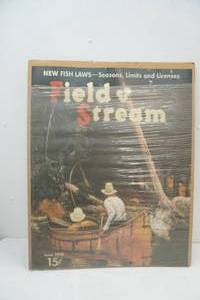 NEW FISH LAWS—Seasons, Limits and Licenses
Field &
Stream
15¢